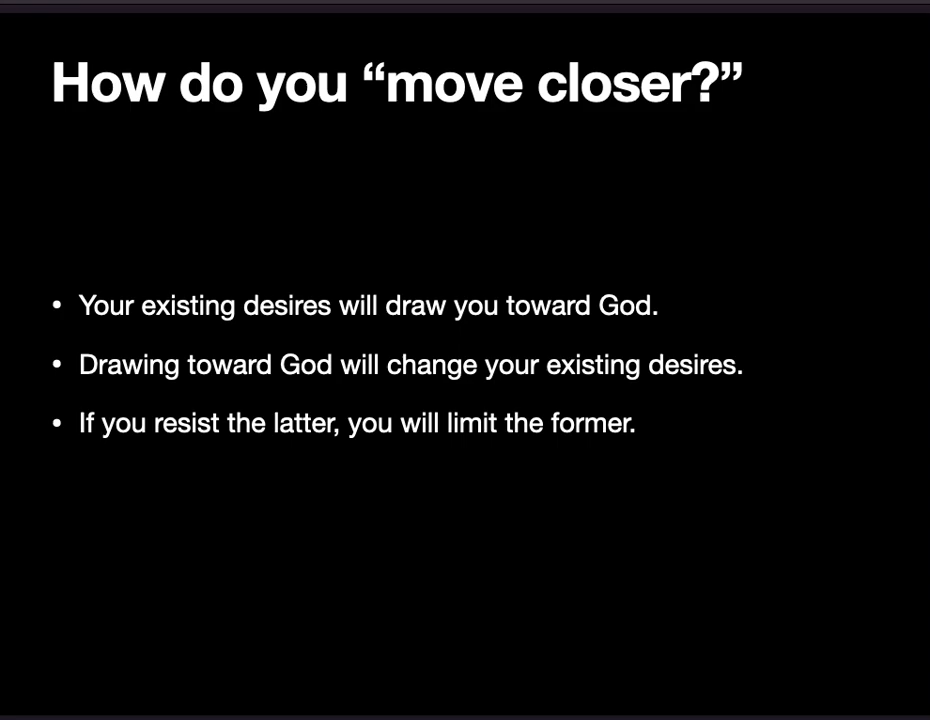 How do you “move closer?”
• Your existing desires will draw you toward God.
• Drawing toward God will change your existing desires.
• If you resist the latter, you will limit the former.